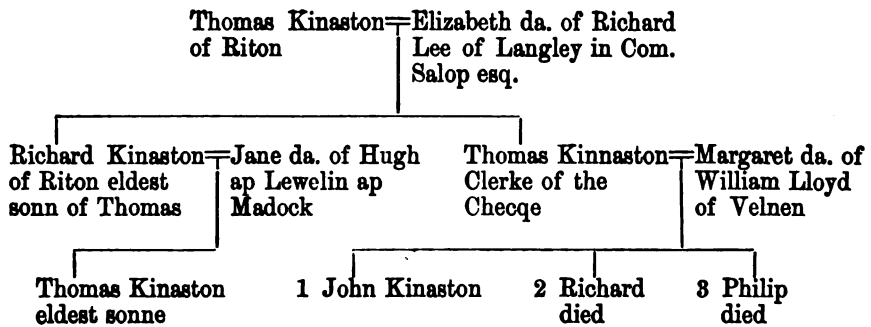 Thomas Kinaston=Elizabeth da. of Richard
of Riton Lee of Langley in Com.
Salop esq.
Richard Kinaston=Jane da. of Hugh
of Riton eldest ap Lewelin ap
sonn of Thomas Madock
Thomas Kinnaston=Margaret da. of
Clerke of the William Lloyd
Checqe of Velnen
Thomas Kinaston
eldest sonne
1 John Kinaston
2 Richard
died
3 Philip
died